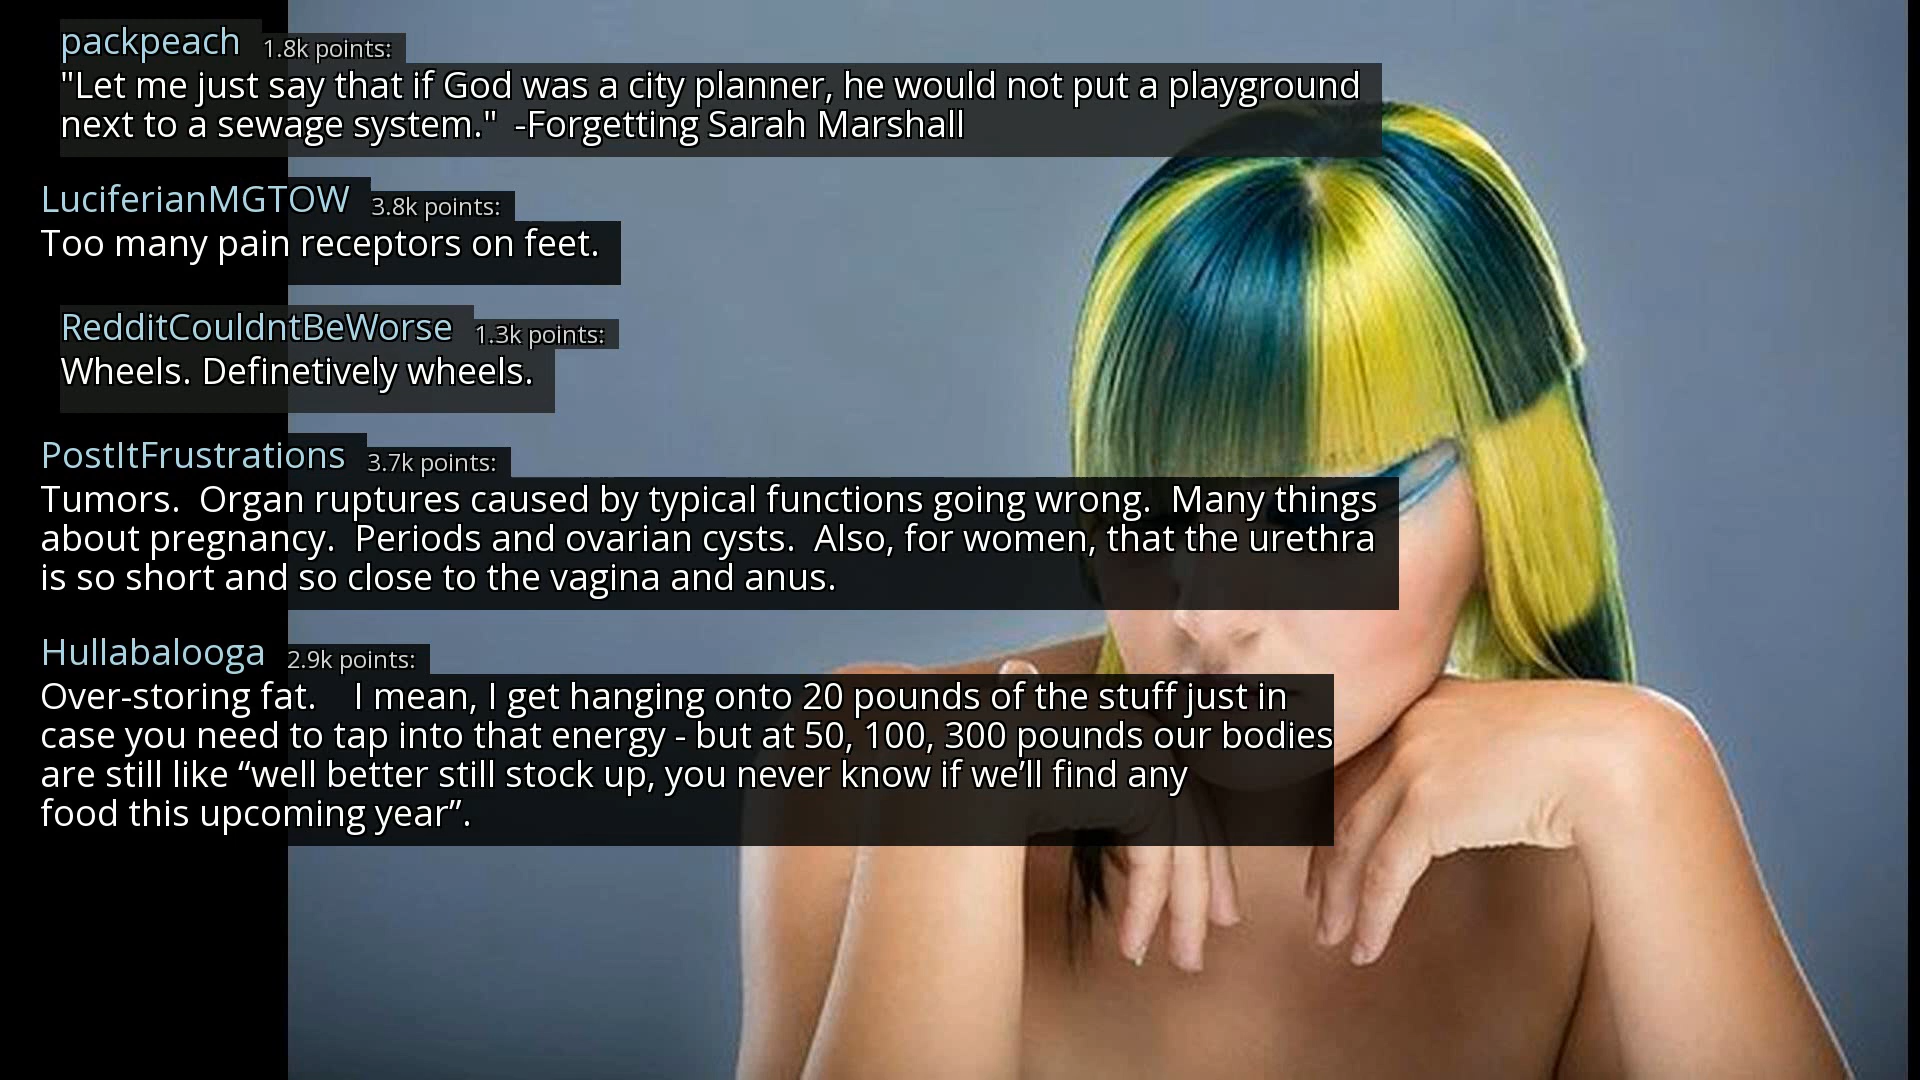 packpeach 1.8k points:
"Let me just say that if God was a city planner, he would not put a playground
next to a sewage system."  -Forgetting Sarah Marshall
LuciferianMGTOW 3.8k points:
Too many pain receptors on feet.
RedditCouldntBeWorse 1.3k points:
Wheels. Definetively wheels.
PostItFrustrations 3.7k points:
Tumors.  Organ ruptures caused by typical functions going wrong.  Many things
about pregnancy.  Periods and ovarian cysts.  Also, for women, that the urethra
is so short and so close to the vagina and anus.
Hullabalooga 2.9k points:
Over-storing fat.    I mean, I get hanging onto 20 pounds of the stuff just in
case you need to tap into that energy - but at 50, 100, 300 pounds our bodies
are still like “well better still stock up, you never know if we’ll find any
food this upcoming year”.